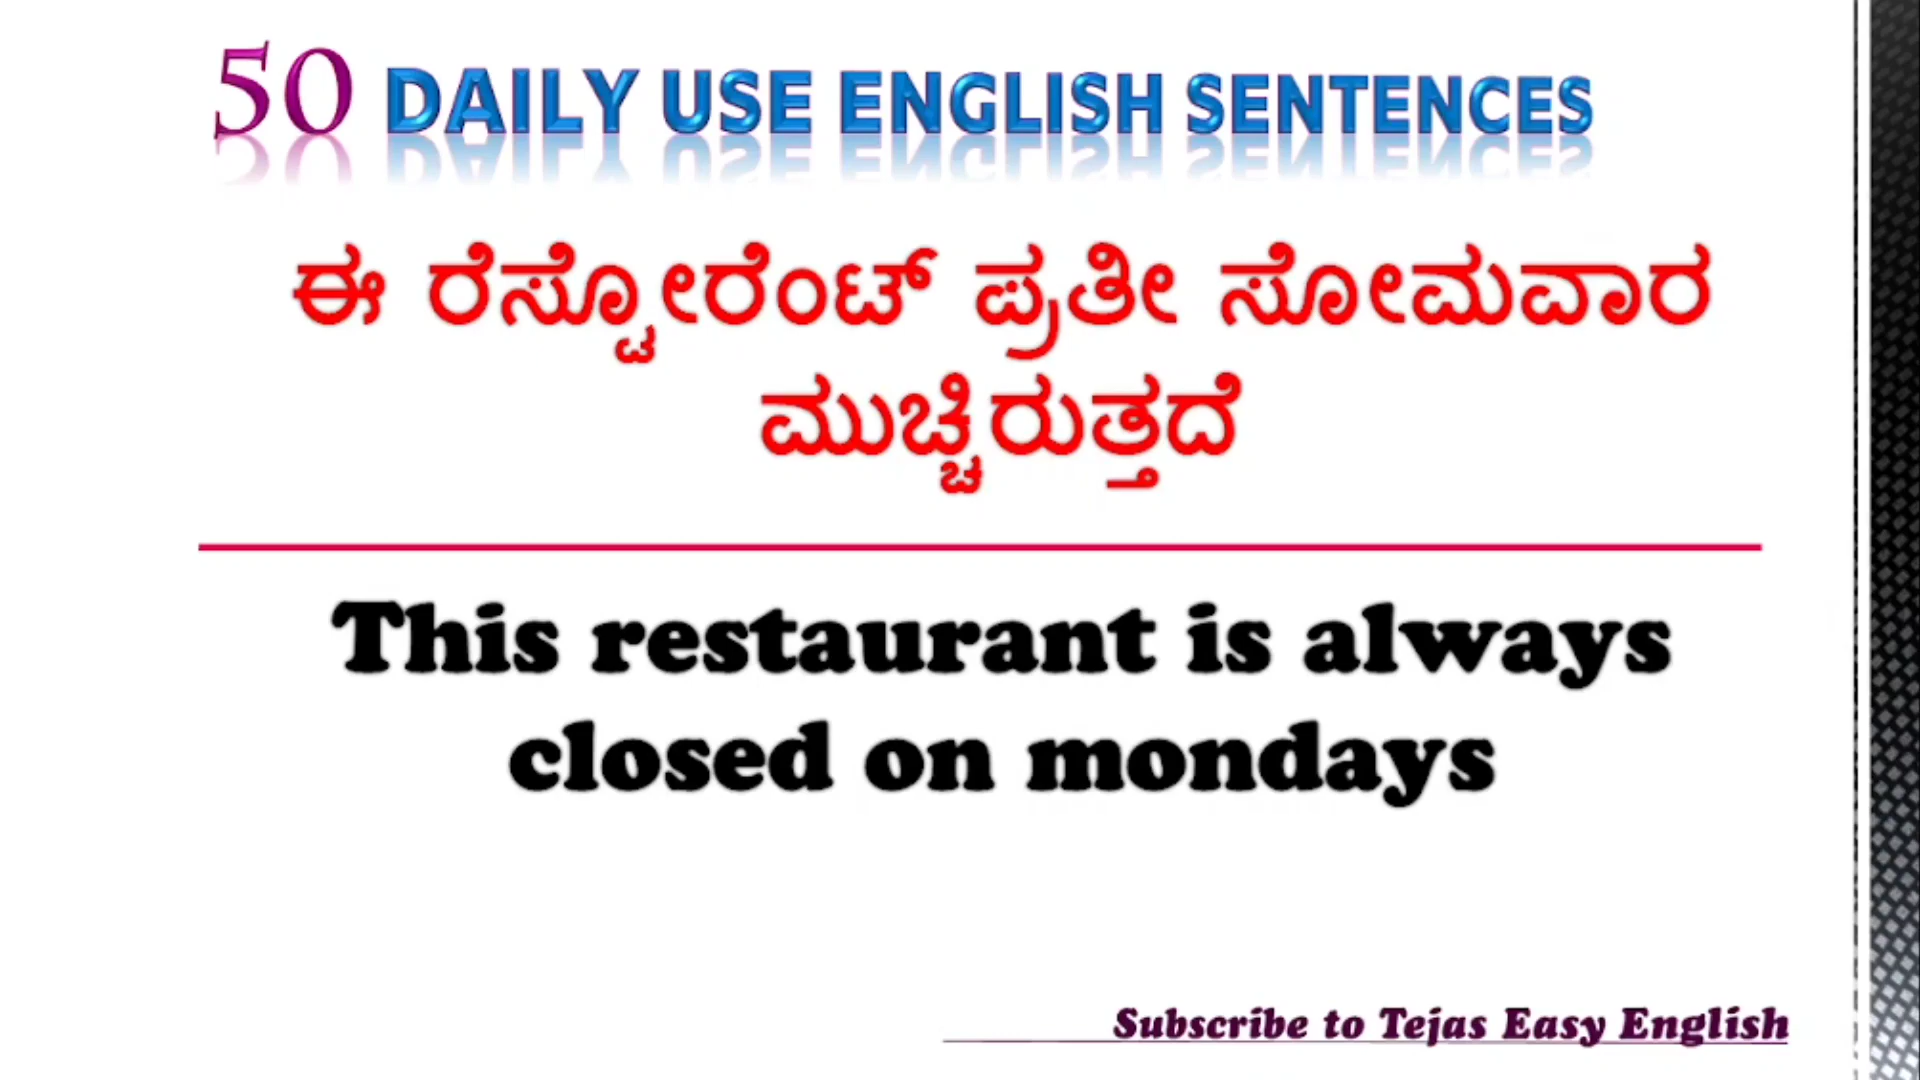 50 DAILY USE ENGLISH SENTENCES
ಈ ರೆಸ್ಟೋರೆಂಟ್ ಪ್ರತೀ ಸೋಮವಾರ
ಮುಚ್ಚಿರುತ್ತದೆ
This restaurant is always
closed on mondays
Subscribe to Tejas Easy English